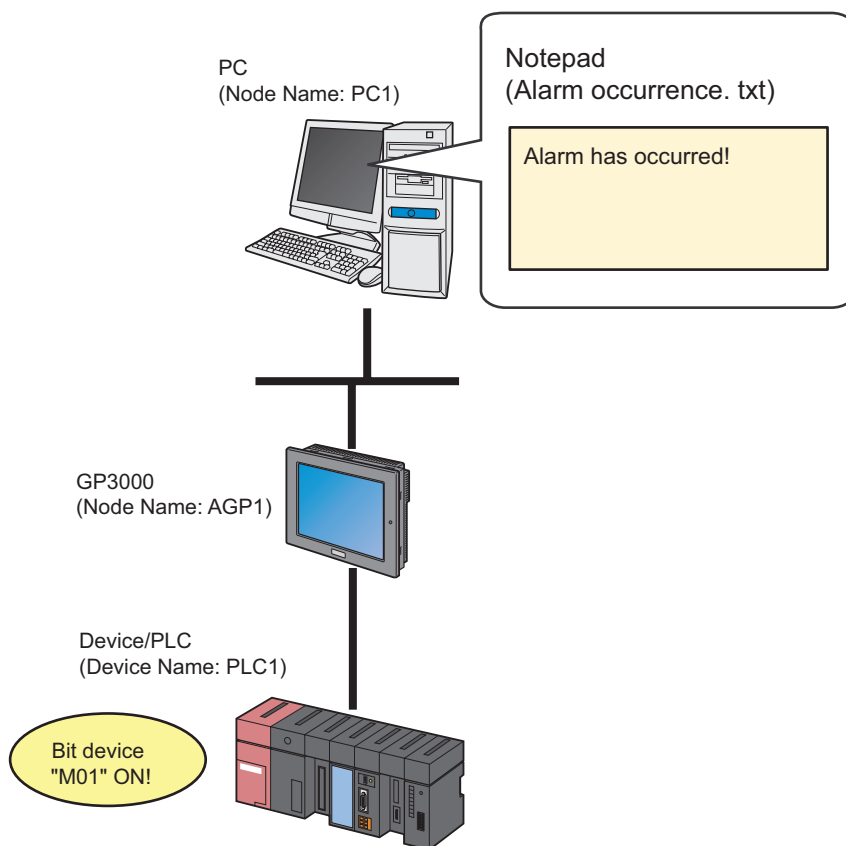 PC
(Node Name: PC1)
Notepad
(Alarm occurrence. txt)
Alarm has occurred!
GP3000
(Node Name: AGP1)
Device/PLC
(Device Name: PLC1)
Bit device
"M01" ON!